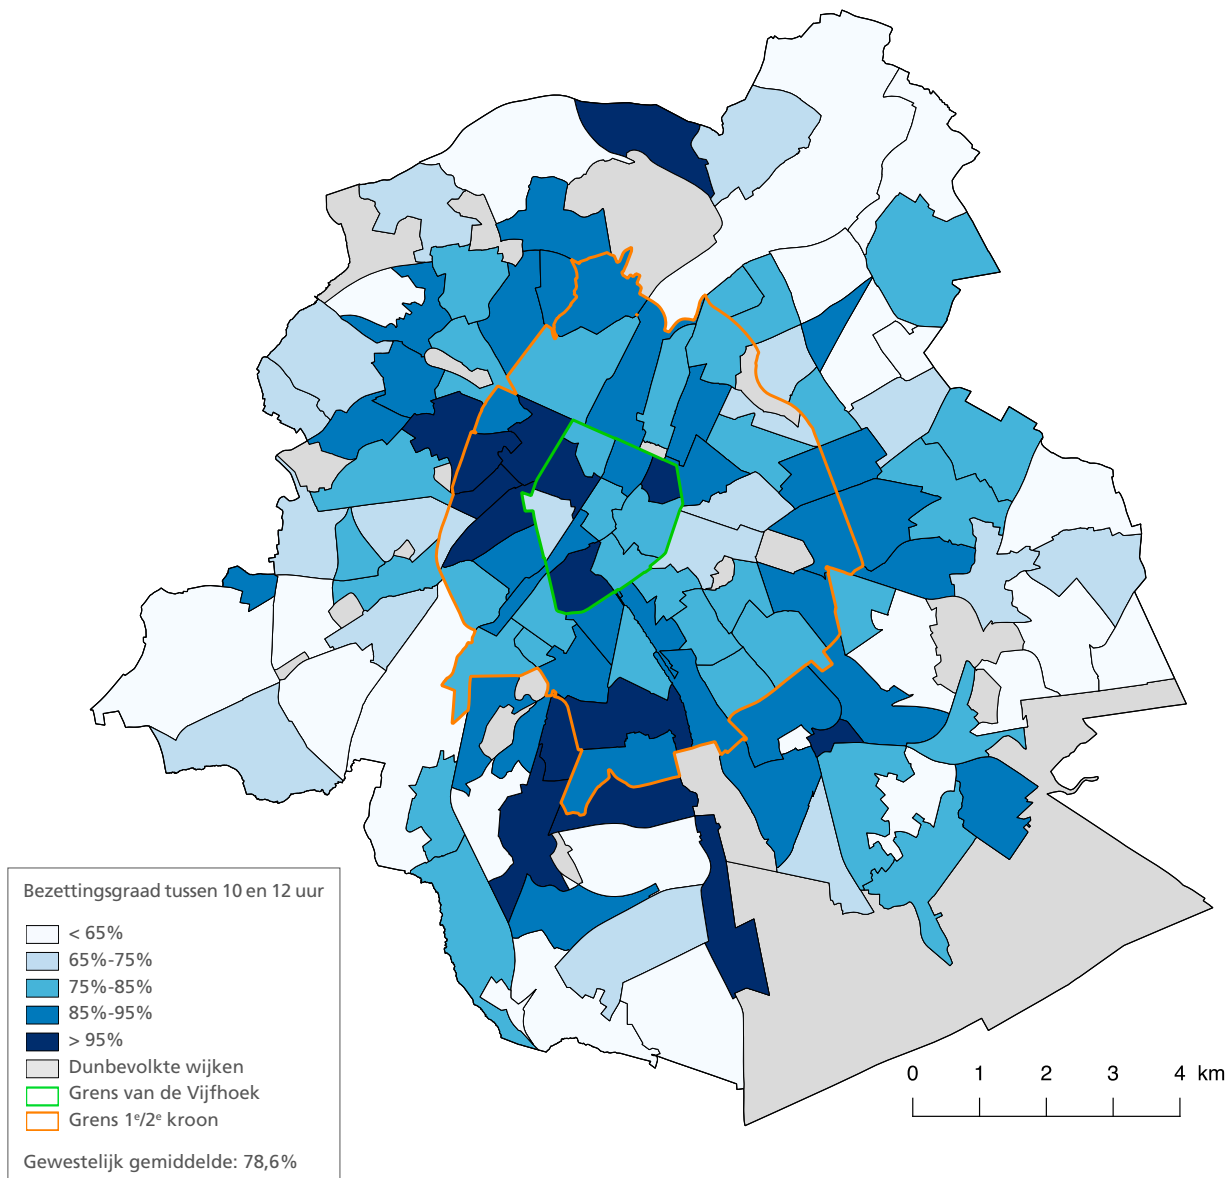 Bezettingsgraad tussen 10 en 12 uur
< 65%
65%-75%
75%-85%
85%-95%
> 95%
Dunbevolkte wijken
Grens van de Vijfhoek
Grens 1e/2e kroon
Gewestelijk gemiddelde: 78,6%
0 1 2 3 4 km